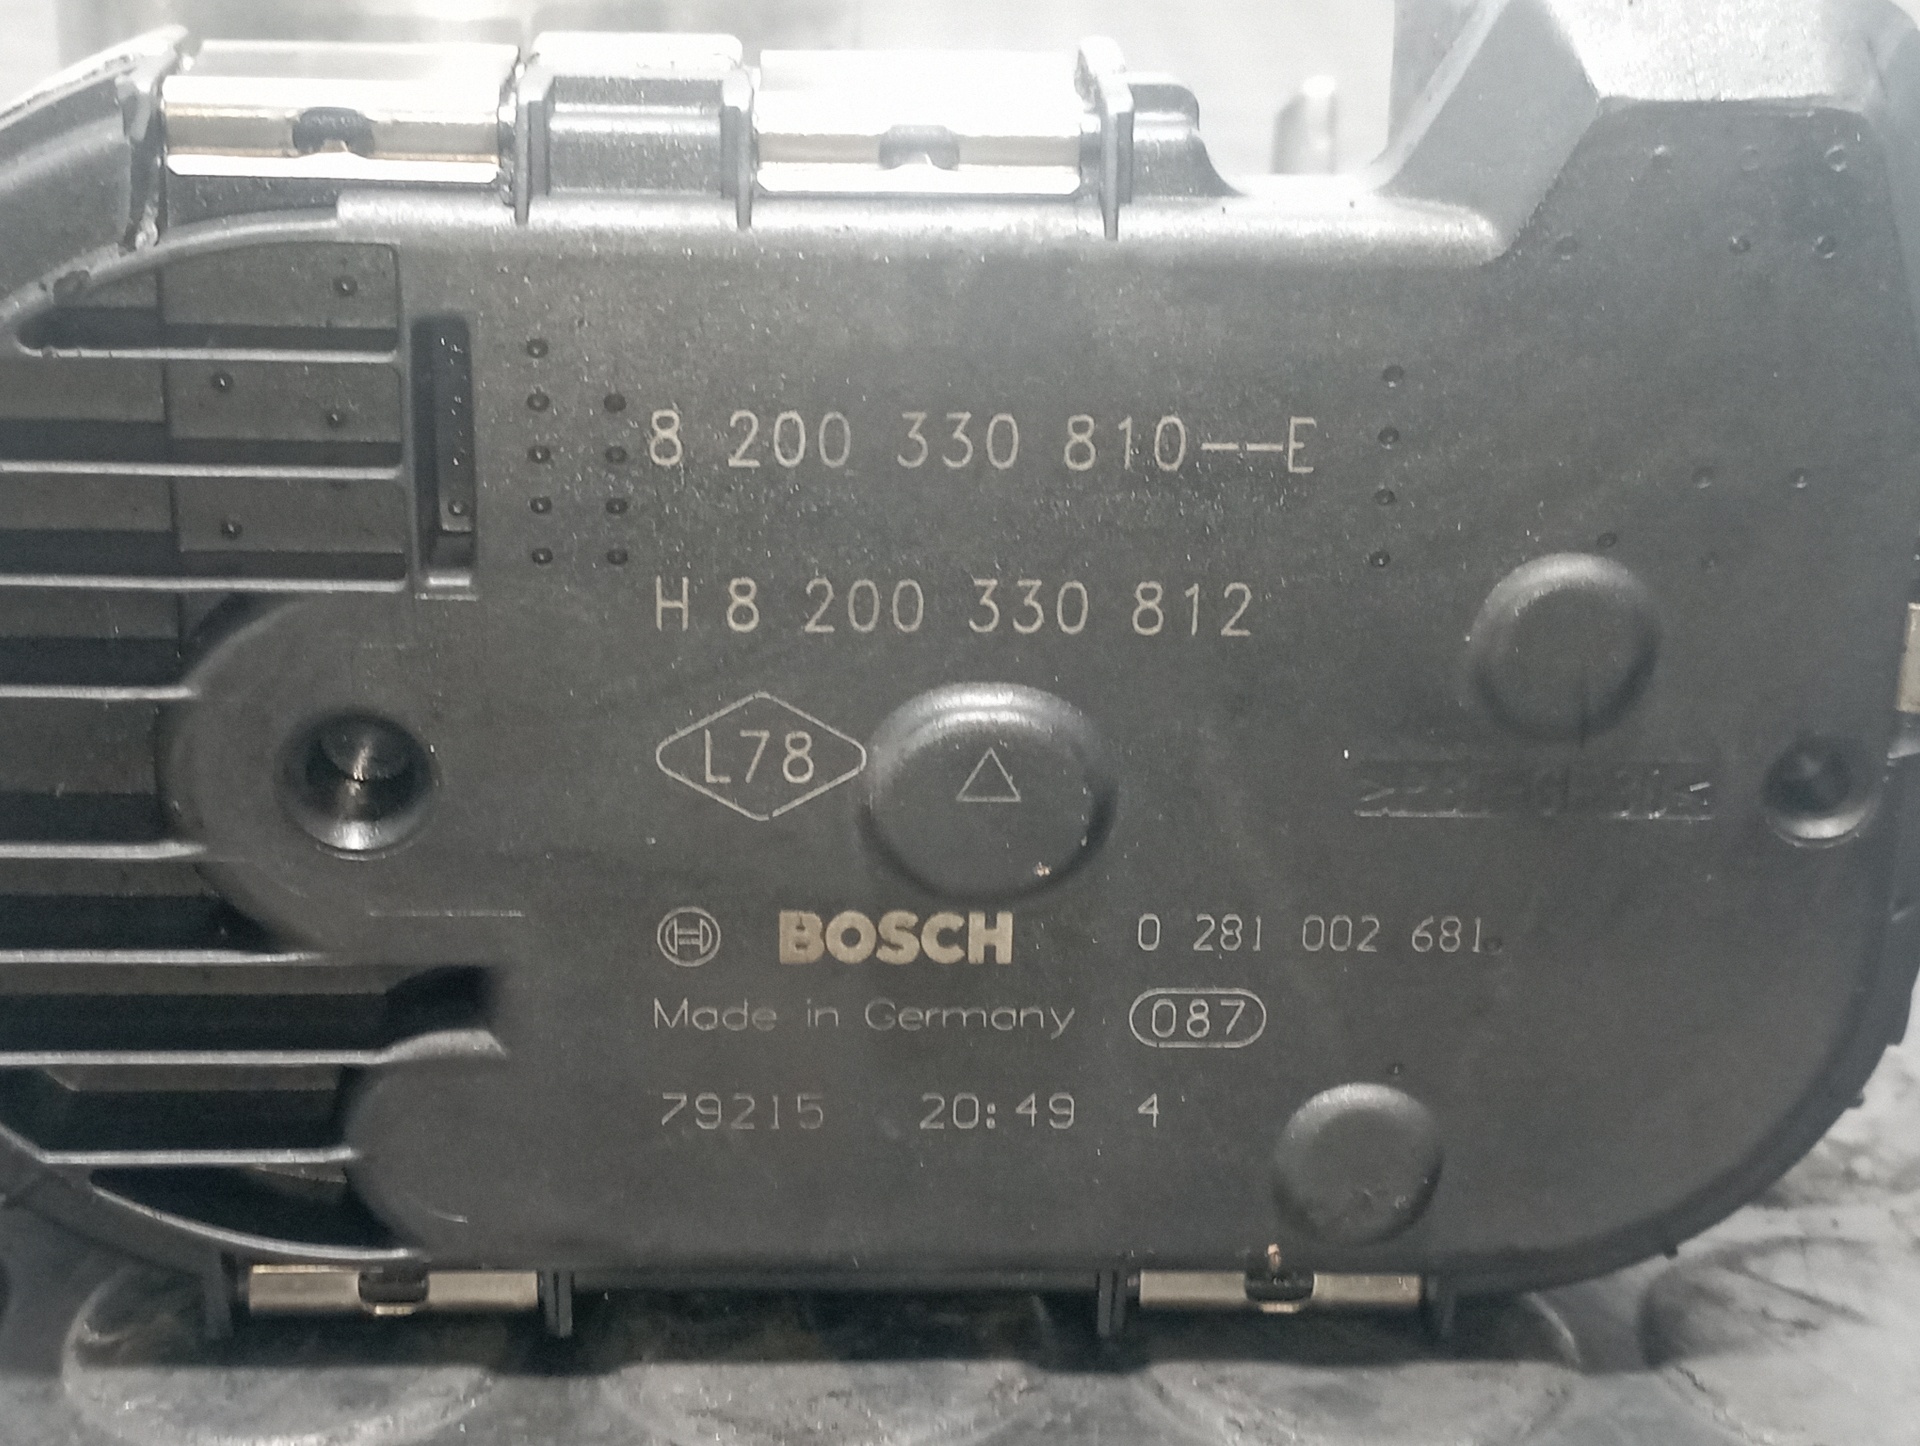 8 200 330 810--E
H 8 200 330 812
L78
BOSCH 0 281 002 681
Made in Germany 087
79215 20:49 4